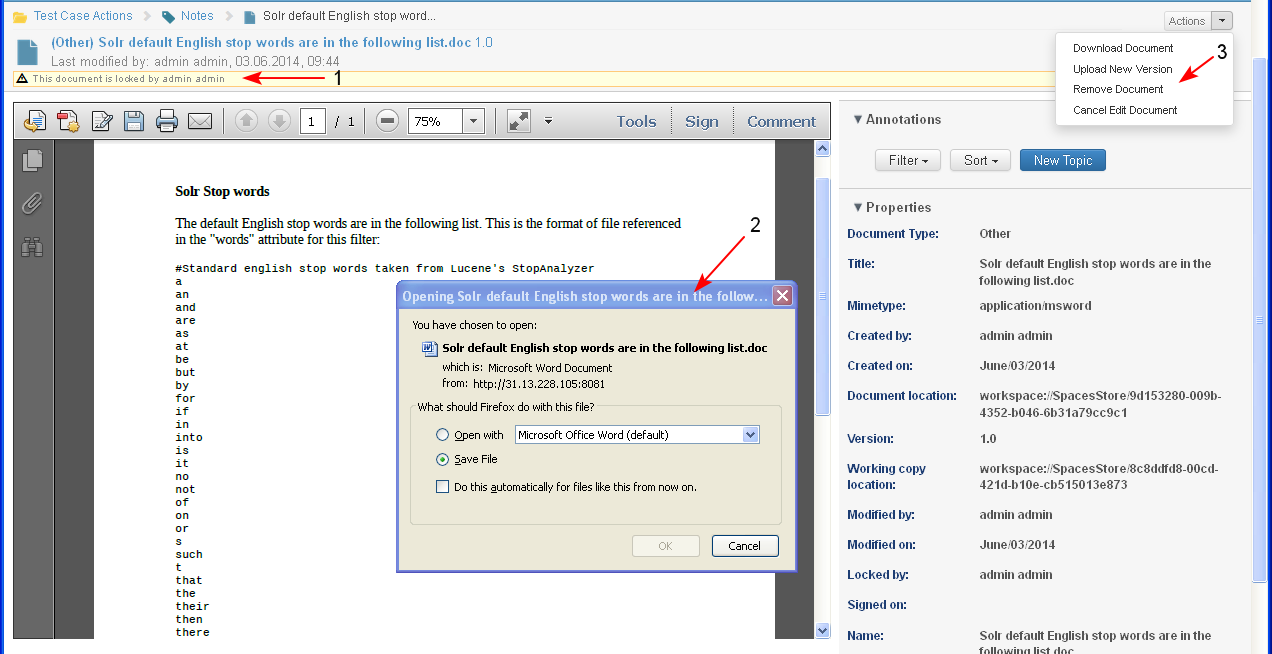 Test Case Actions
Notes
Solr default English stop word...
Actions
(Other) Solr default English stop words are in the following list.doc 1.0
Last modified by: admin admin, 03.06.2014, 09:44
This document is locked by admin admin
1
Download Document
Upload New Version
Remove Document
Cancel Edit Document
3
1 / 1
75%
Tools
Sign
Comment
Solr Stop words
The default English stop words are in the following list. This is the format of file referenced
in the "words" attribute for this filter:
#Standard english stop words taken from Lucene's StopAnalyzer
a
an
and
are
as
at
be
but
by
for
if
in
into
is
it
no
not
of
on
or
s
such
t
that
the
their
then
there
2
Opening Solr default English stop words are in the follow...
You have chosen to open:
Solr default English stop words are in the following list.doc
which is: Microsoft Word Document
from: http://31.13.228.105:8081
What should Firefox do with this file?
Open with
Microsoft Office Word (default)
Save File
Do this automatically for files like this from now on.
OK
Cancel
Annotations
Filter
Sort
New Topic
Properties
Document Type: Other
Title: Solr default English stop words are in the
following list.doc
Mimetype: application/msword
Created by: admin admin
Created on: June/03/2014
Document location: workspace://SpacesStore/9d153280-009b-
4352-b046-6b31a79cc9c1
Version: 1.0
Working copy workspace://SpacesStore/8c8ddfd8-00cd-
location: 421d-b10e-cb515013e873
Modified by: admin admin
Modified on: June/03/2014
Locked by: admin admin
Signed on:
Name: Solr default English stop words are in the
following list.doc